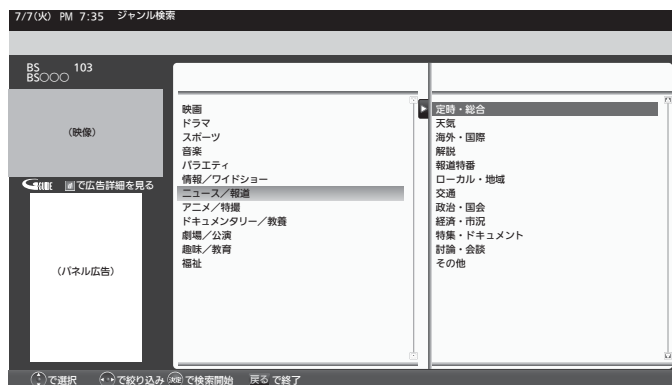 7/7(火) PM 7:35 ジャンル検索
BS 103
BS○○○
(映像)
GGUIDE dで広告詳細を見る
(パネル広告)
映画
ドラマ
スポーツ
音楽
バラエティ
情報/ワイドショー
ニュース/報道
アニメ/特撮
ドキュメンタリー/教養
劇場/公演
趣味/教育
福祉
定時・総合
天気
海外・国際
解説
報道特番
ローカル・地域
交通
政治・国会
経済・市況
特集・ドキュメント
討論・会談
その他
で選択 で絞り込み 決定 で検索開始 戻る で終了